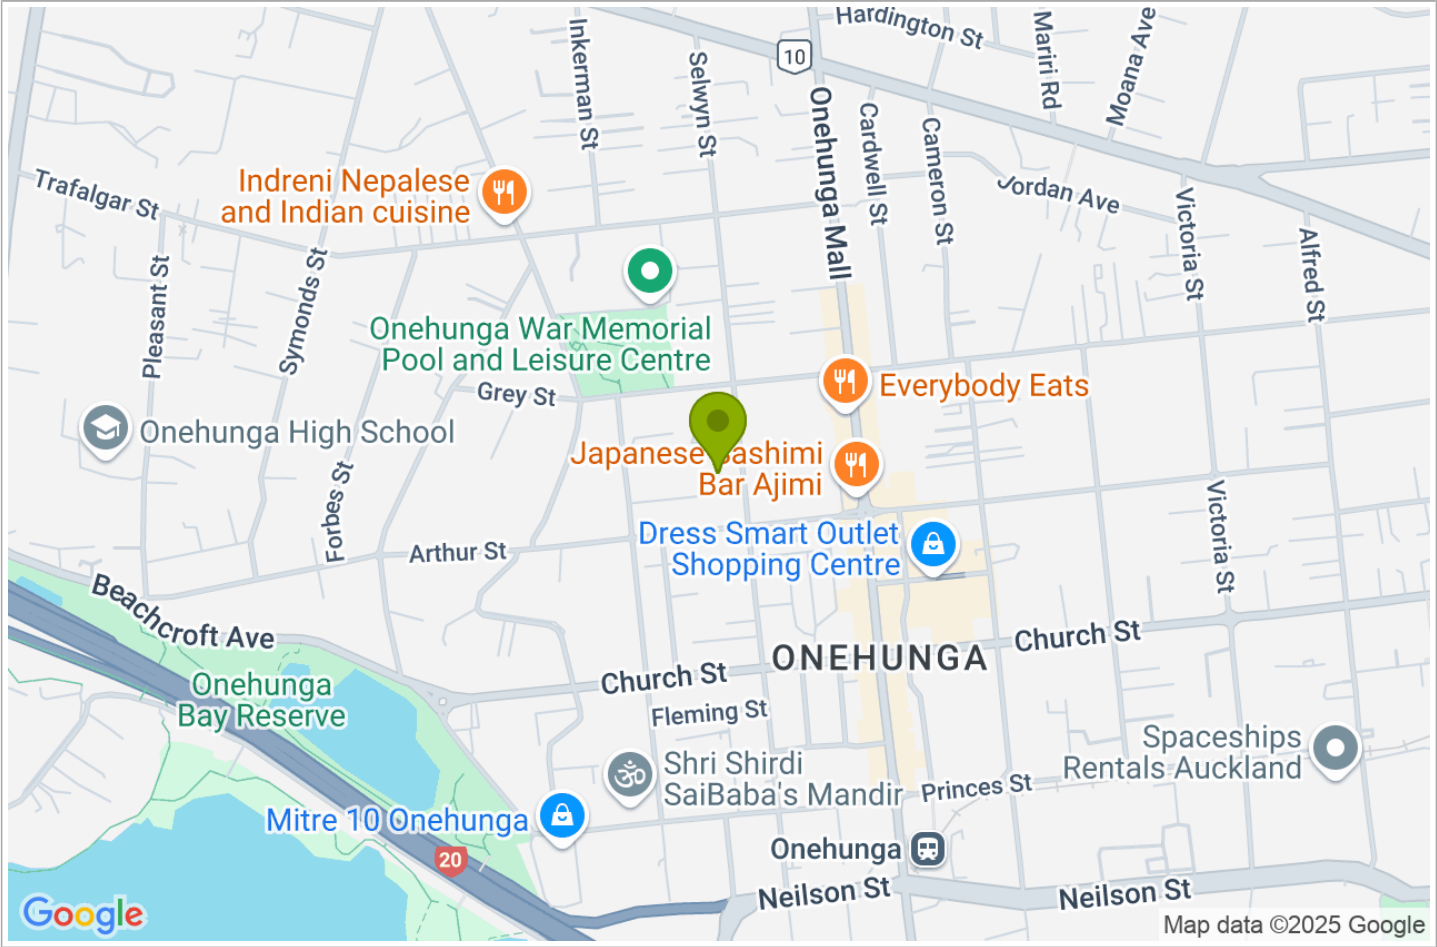 Hardington St
Mariri Rd
Moana Ave
Inkerman St
Selwyn St
10
Onehunga Mall
Cardwell St
Cameron St
Jordan Ave
Trafalgar St
Indreni Nepalese
and Indian cuisine
Victoria St
Alfred St
Pleasant St
Symonds St
Onehunga War Memorial
Pool and Leisure Centre
Grey St
Everybody Eats
Onehunga High School
Japanese Sashimi
Bar Ajimi
Forbes St
Victoria St
Arthur St
Dress Smart Outlet
Shopping Centre
Beachcroft Ave
Church St
ONEHUNGA
Church St
Onehunga
Bay Reserve
Fleming St
Spaceships
Rentals Auckland
Shri Shirdi
SaiBaba's Mandir
Princes St
Mitre 10 Onehunga
Onehunga
20
Neilson St
Neilson St
Google
Map data ©2025 Google